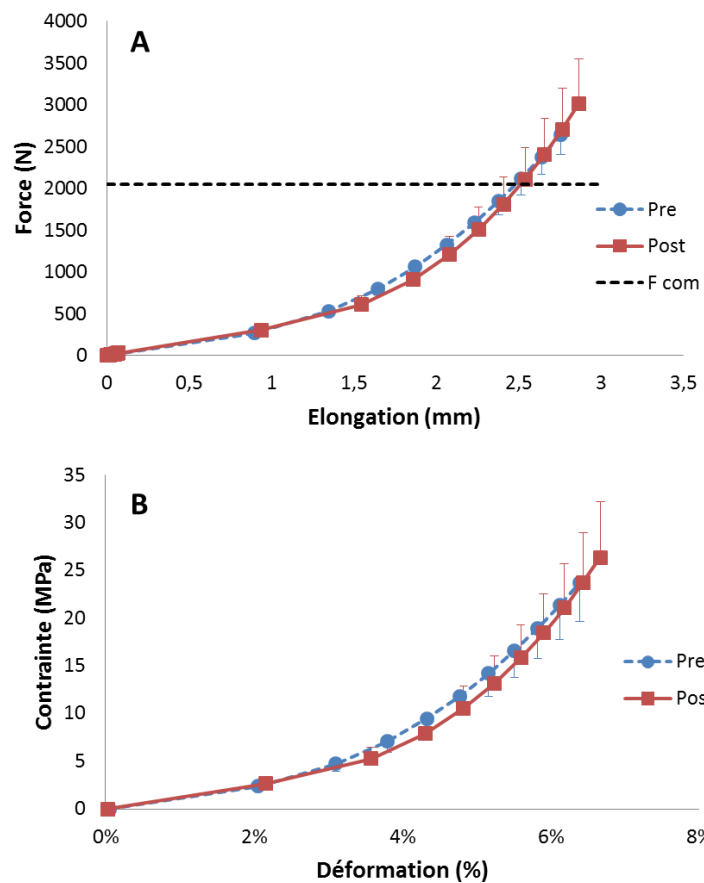 A
Force (N)
4000
3500
3000
2500
2000
1500
1000
500
0
0 0,5 1 1,5 2 2,5 3 3,5
Elongation (mm)
Pre
Post
F com
B
Contrainte (MPa)
35
30
25
20
15
10
5
0
0% 2% 4% 6% 8%
Déformation (%)
Pre
Pos